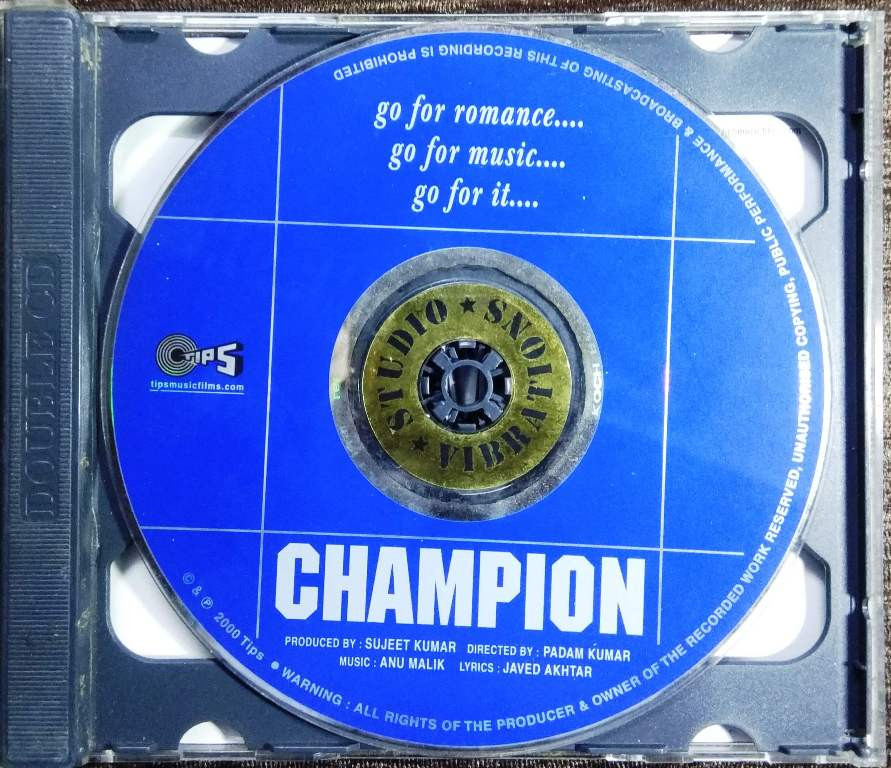 go for romance....
go for music....
go for it....
TIPS
tipsmusicfilms.com
STUDIO ★ VIBRATIONS ★
CHAMPION
PRODUCED BY : SUJEET KUMAR DIRECTED BY : PADAM KUMAR
MUSIC : ANU MALIK LYRICS : JAVED AKHTAR
© & ℗ 2000 Tips ● WARNING : ALL RIGHTS OF THE PRODUCER & OWNER OF THE RECORDED WORK RESERVED, UNAUTHORISED COPYING, PUBLIC PERFORMANCE & BROADCASTING OF THIS RECORDING IS PROHIBITED
DOUBLE CD